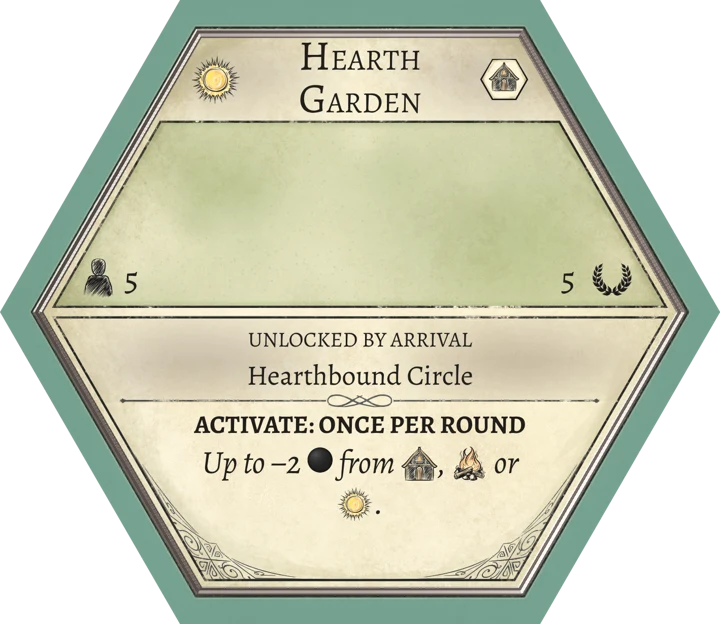 Hearth
Garden
5
5
UNLOCKED BY ARRIVAL
Hearthbound Circle
ACTIVATE: ONCE PER ROUND
Up to –2 from , or
.